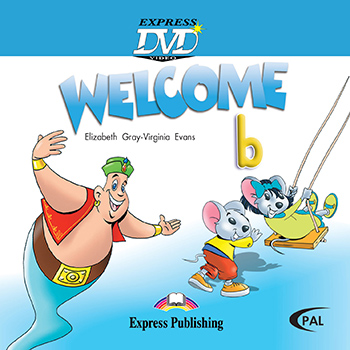 EXPRESS
DVD
VIDEO
WELCOME
Elizabeth Gray-Virginia Evans
b
Express Publishing
PAL